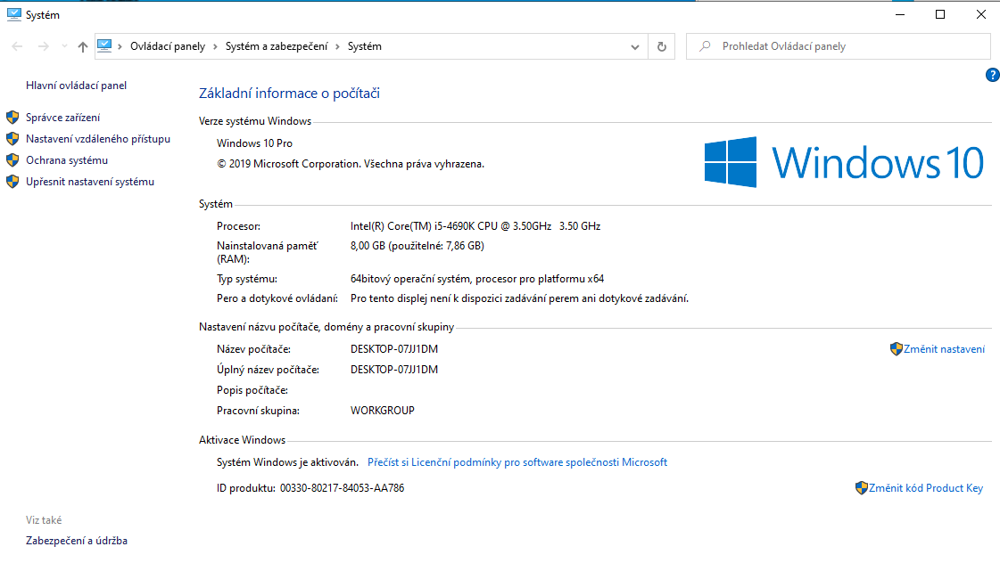 Systém
Ovládací panely > Systém a zabezpečení > Systém
Prohledat Ovládací panely
?
Hlavní ovládací panel
Správce zařízení
Nastavení vzdáleného přístupu
Ochrana systému
Upřesnit nastavení systému
Základní informace o počítači
Verze systému Windows
Windows 10 Pro
© 2019 Microsoft Corporation. Všechna práva vyhrazena.
Windows 10
Systém
Procesor: Intel(R) Core(TM) i5-4690K CPU @ 3.50GHz 3.50 GHz
Nainstalovaná paměť
(RAM): 8,00 GB (použitelné: 7,86 GB)
Typ systému: 64bitový operační systém, procesor pro platformu x64
Pero a dotykové ovládaní: Pro tento displej není k dispozici zadávání perem ani dotykové zadávání.
Nastavení názvu počítače, domény a pracovní skupiny
Název počítače: DESKTOP-07JJ1DM
Změnit nastavení
Úplný název počítače: DESKTOP-07JJ1DM
Popis počítače:
Pracovní skupina: WORKGROUP
Aktivace Windows
Systém Windows je aktivován. Přečíst si Licenční podmínky pro software společnosti Microsoft
ID produktu: 00330-80217-84053-AA786
Změnit kód Product Key
Viz také
Zabezpečení a údržba